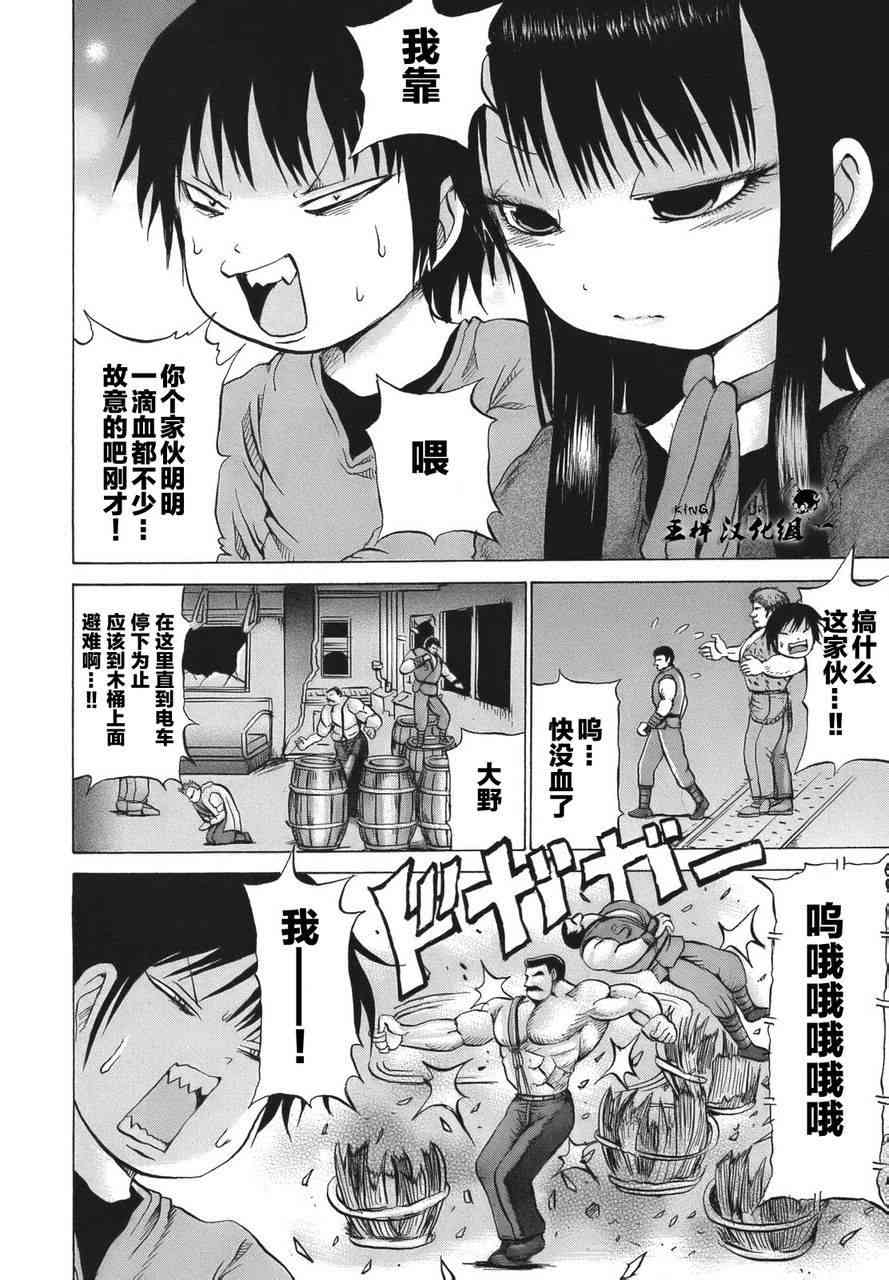 我靠
喂
你个家伙明明
一滴血都不少…
故意的吧刚才！
KING
王样汉化组
搞什么
这家伙…!!
呜…
快没血了
大野
在这里直到电车
停下为止
应该到木桶上面
避难啊…!!
呜哦哦哦哦哦
ドガガガー
我——！